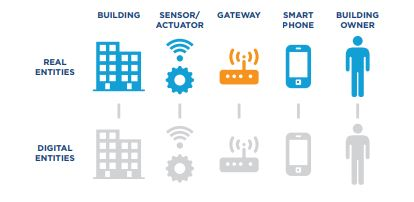 BUILDING
SENSOR/
ACTUATOR
GATEWAY
SMART
PHONE
BUILDING
OWNER
REAL
ENTITIES
DIGITAL
ENTITIES